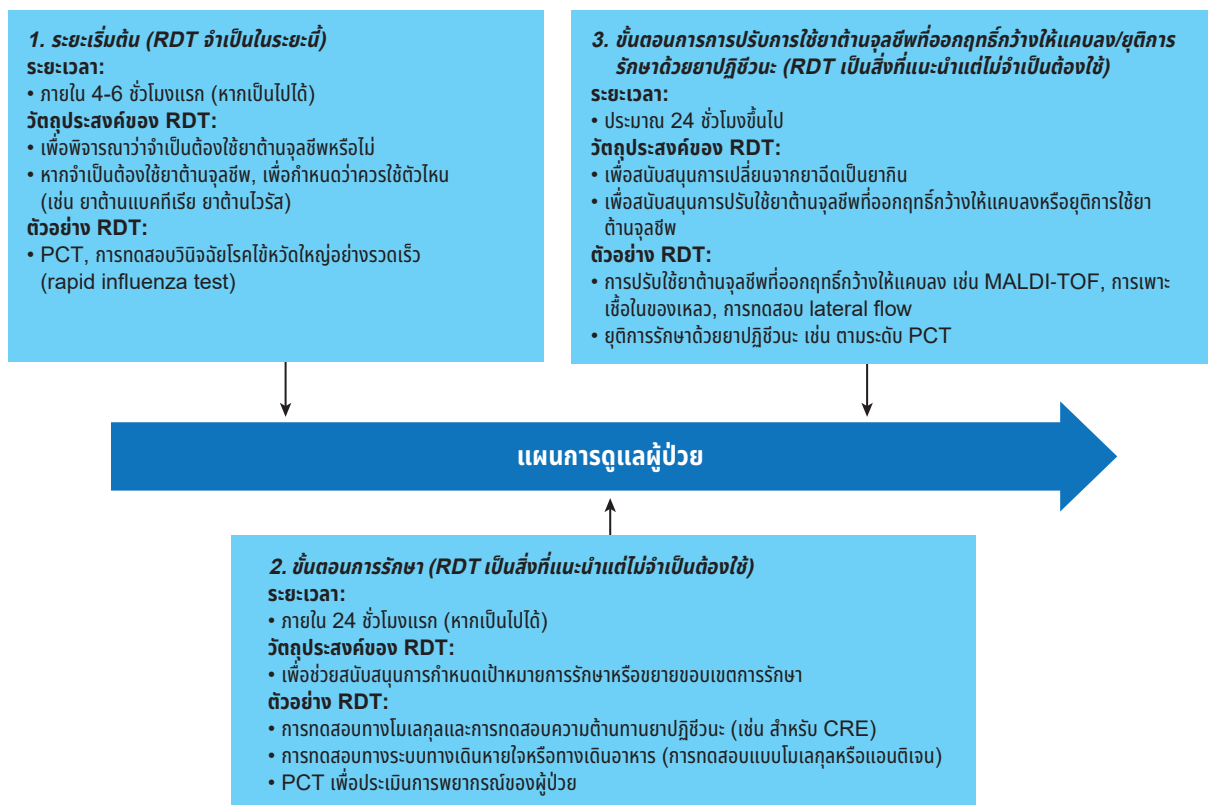 1. ระยะเริ่มต้น (RDT จำเป็นในระยะนี้)
ระยะเวลา:
• ภายใน 4-6 ชั่วโมงแรก (หากเป็นไปได้)
วัตถุประสงค์ของ RDT:
• เพื่อพิจารณาว่าจำเป็นต้องใช้ยาต้านจุลชีพหรือไม่
• หากจำเป็นต้องใช้ยาต้านจุลชีพ, เพื่อกำหนดว่าควรใช้ตัวไหน
(เช่น ยาต้านแบคทีเรีย ยาต้านไวรัส)
ตัวอย่าง RDT:
• PCT, การทดสอบวินิจฉัยโรคไข้หวัดใหญ่อย่างรวดเร็ว
(rapid influenza test)
3. ขั้นตอนการการปรับการใช้ยาต้านจุลชีพที่ออกฤทธิ์กว้างให้แคบลง/ยุติการ
รักษาด้วยยาปฏิชีวนะ (RDT เป็นสิ่งที่แนะนำแต่ไม่จำเป็นต้องใช้)
ระยะเวลา:
• ประมาณ 24 ชั่วโมงขึ้นไป
วัตถุประสงค์ของ RDT:
• เพื่อสนับสนุนการเปลี่ยนจากยาฉีดเป็นยากิน
• เพื่อสนับสนุนการปรับใช้ยาต้านจุลชีพที่ออกฤทธิ์กว้างให้แคบลงหรือยุติการใช้ยา
ต้านจุลชีพ
ตัวอย่าง RDT:
• การปรับใช้ยาต้านจุลชีพที่ออกฤทธิ์กว้างให้แคบลง เช่น MALDI-TOF, การเพาะ
เชื้อในของเหลว, การทดสอบ lateral flow
• ยุติการรักษาด้วยยาปฏิชีวนะ เช่น ตามระดับ PCT
แผนการดูแลผู้ป่วย
2. ขั้นตอนการรักษา (RDT เป็นสิ่งที่แนะนำแต่ไม่จำเป็นต้องใช้)
ระยะเวลา:
• ภายใน 24 ชั่วโมงแรก (หากเป็นไปได้)
วัตถุประสงค์ของ RDT:
• เพื่อช่วยสนับสนุนการกำหนดเป้าหมายการรักษาหรือขยายขอบเขตการรักษา
ตัวอย่าง RDT:
• การทดสอบทางโมเลกุลและการทดสอบความต้านทานยาปฏิชีวนะ (เช่น สำหรับ CRE)
• การทดสอบทางระบบทางเดินหายใจหรือทางเดินอาหาร (การทดสอบแบบโมเลกุลหรือแอนติเจน)
• PCT เพื่อประเมินการพยากรณ์ของผู้ป่วย